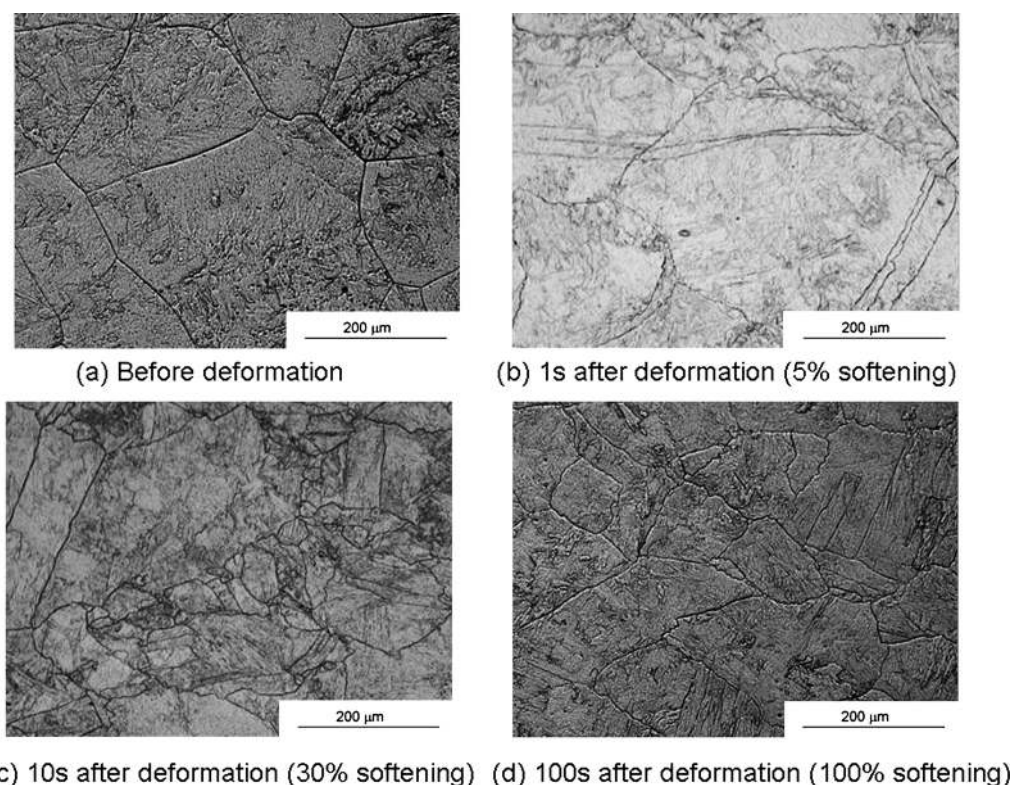 200 μm
200 μm
(a) Before deformation
(b) 1s after deformation (5% softening)
200 μm
200 μm
c) 10s after deformation (30% softening)
(d) 100s after deformation (100% softening)